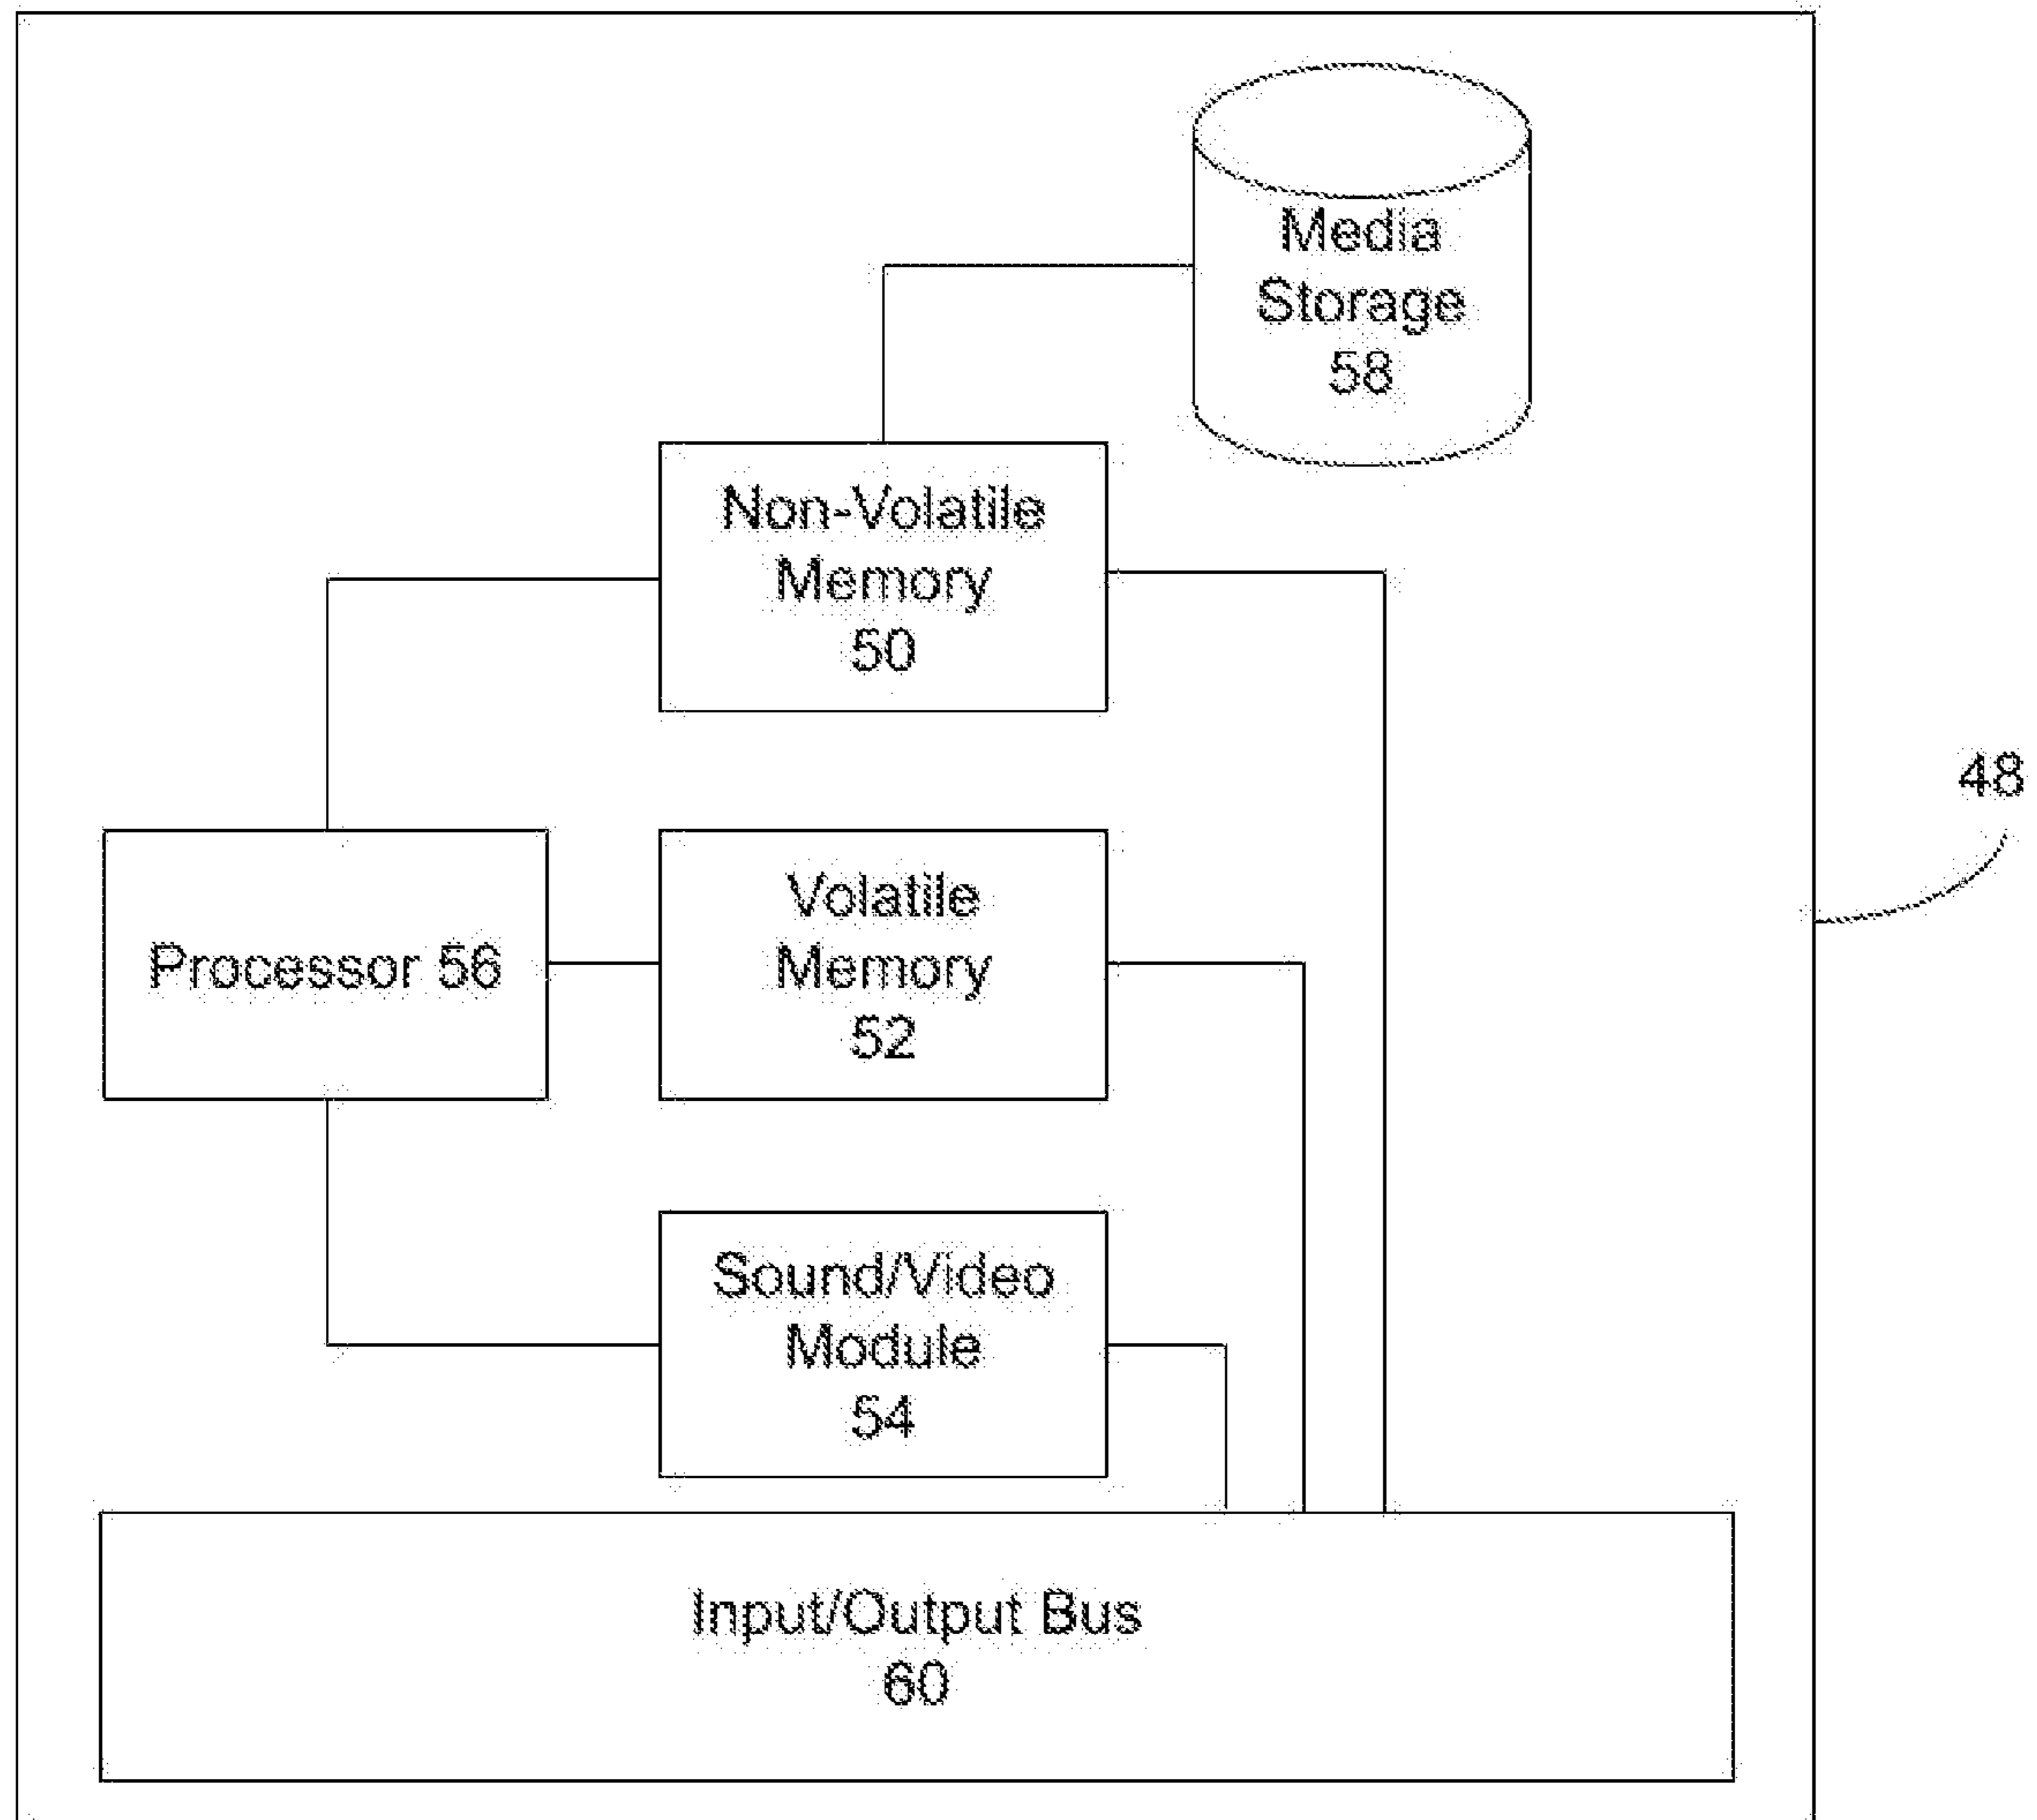 Media
Storage
58
Non-Volatile
Memory
50
48
Processor 56
Volatile
Memory
52
Sound/Video
Module
54
Input/Output Bus
60